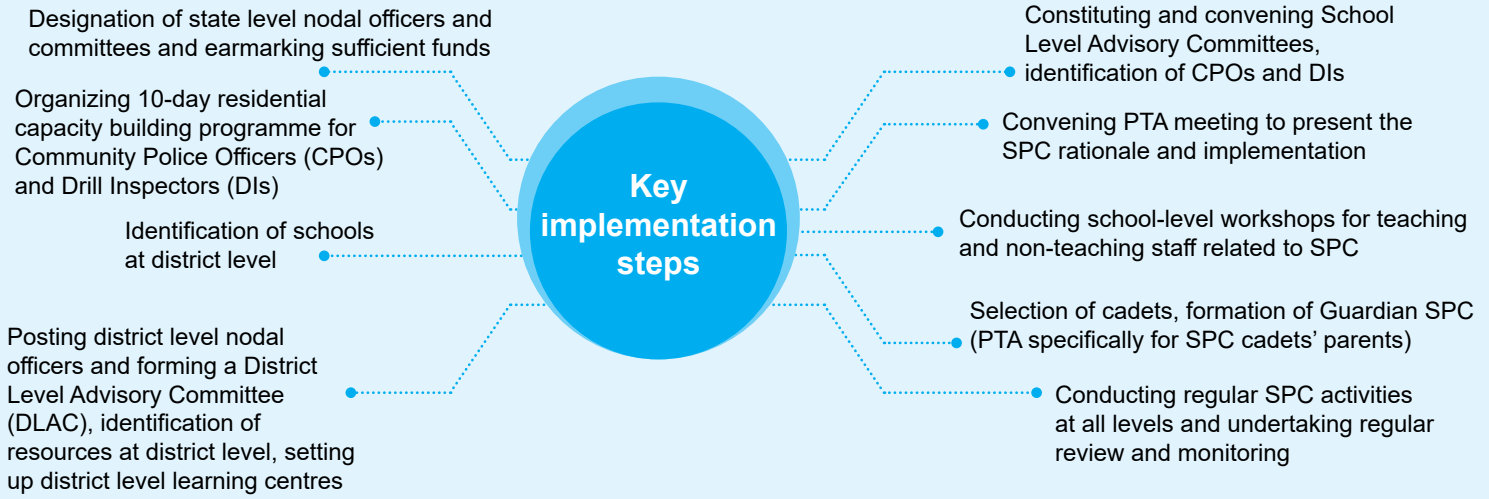 Designation of state level nodal officers and
committees and earmarking sufficient funds
Organizing 10-day residential
capacity building programme for
Community Police Officers (CPOs)
and Drill Inspectors (DIs)
Identification of schools
at district level
Posting district level nodal
officers and forming a District
Level Advisory Committee
(DLAC), identification of
resources at district level, setting
up district level learning centres
Key
implementation
steps
Constituting and convening School
Level Advisory Committees,
identification of CPOs and DIs
Convening PTA meeting to present the
SPC rationale and implementation
Conducting school-level workshops for teaching
and non-teaching staff related to SPC
Selection of cadets, formation of Guardian SPC
(PTA specifically for SPC cadets’ parents)
Conducting regular SPC activities
at all levels and undertaking regular
review and monitoring